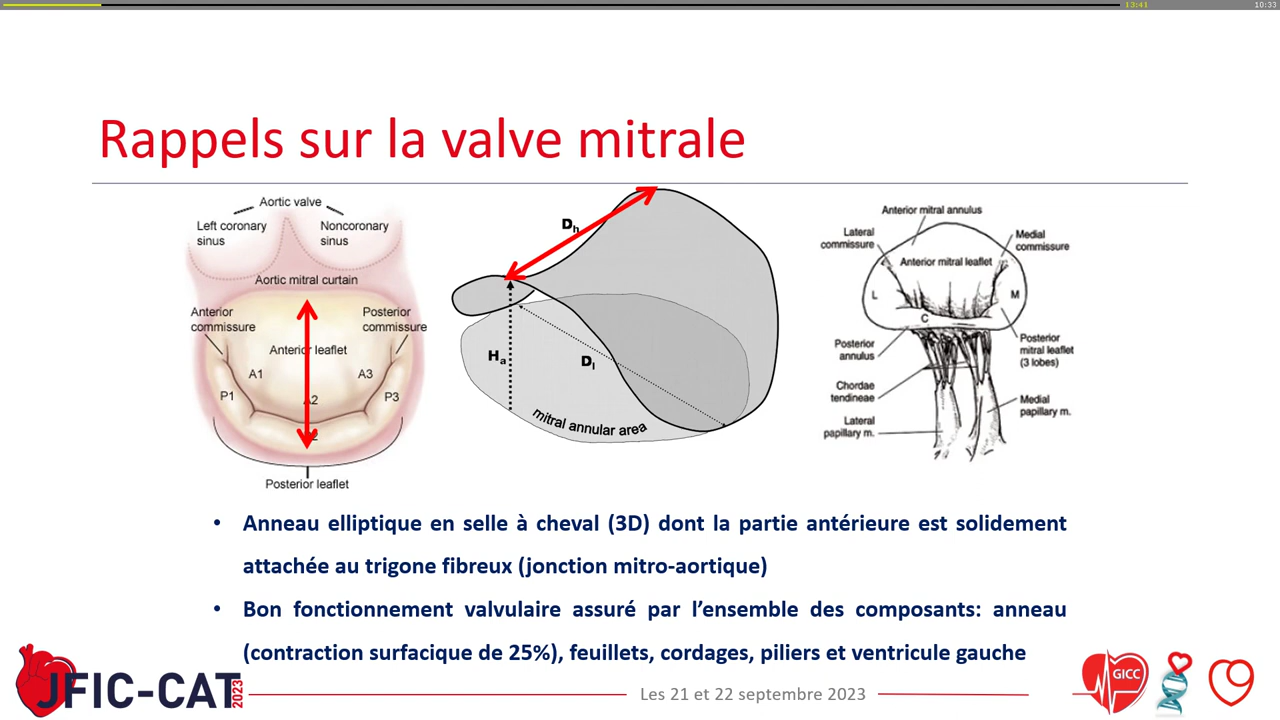 13:41
10:33
Rappels sur la valve mitrale
Aortic valve
Left coronary
sinus
Noncoronary
sinus
Aortic mitral curtain
Anterior
commissure
Posterior
commissure
Anterior leaflet
A1
A3
A2
P1
P3
Posterior leaflet
Dh
Ha
Dl
mitral annular area
Anterior mitral annulus
Lateral
commissure
Medial
commissure
Anterior mitral leaflet
L
M
C
Posterior
annulus
Posterior
mitral leaflet
(3 lobes)
Chordae
tendineae
Medial
papillary m.
Lateral
papillary m.
• Anneau elliptique en selle à cheval (3D) dont la partie antérieure est solidement
attachée au trigone fibreux (jonction mitro-aortique)
• Bon fonctionnement valvulaire assuré par l’ensemble des composants: anneau
(contraction surfacique de 25%), feuillets, cordages, piliers et ventricule gauche
JFIC-CAT
2023
Les 21 et 22 septembre 2023
GICC